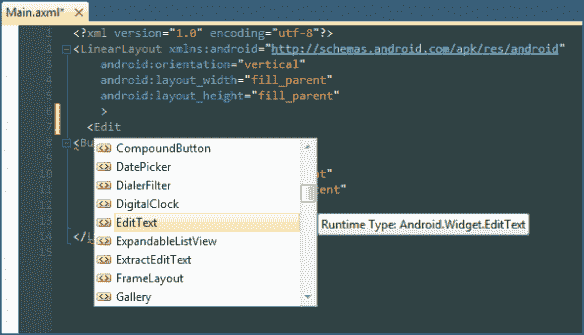 Main.axml*
1 <?xml version="1.0" encoding="utf-8"?>
2 <LinearLayout xmlns:android="http://schemas.android.com/apk/res/android"
3 android:orientation="vertical"
4 android:layout_width="fill_parent"
5 android:layout_height="fill_parent"
6 >
7 <Edit
8 <Bu
CompoundButton
DatePicker
DialerFilter
DigitalClock
EditText
Runtime Type: Android.Widget.EditText
ExpandableListView
ExtractEditText
FrameLayout
Gallery
14 </L